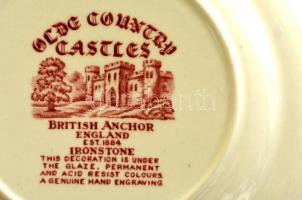 OLDE COUNTRY
CASTLES
BRITISH ANCHOR
ENGLAND
EST. 1884
IRONSTONE
THIS DECORATION IS UNDER
THE GLAZE, PERMANENT
AND ACID RESIST COLOURS.
A GENUINE HAND ENGRAVING